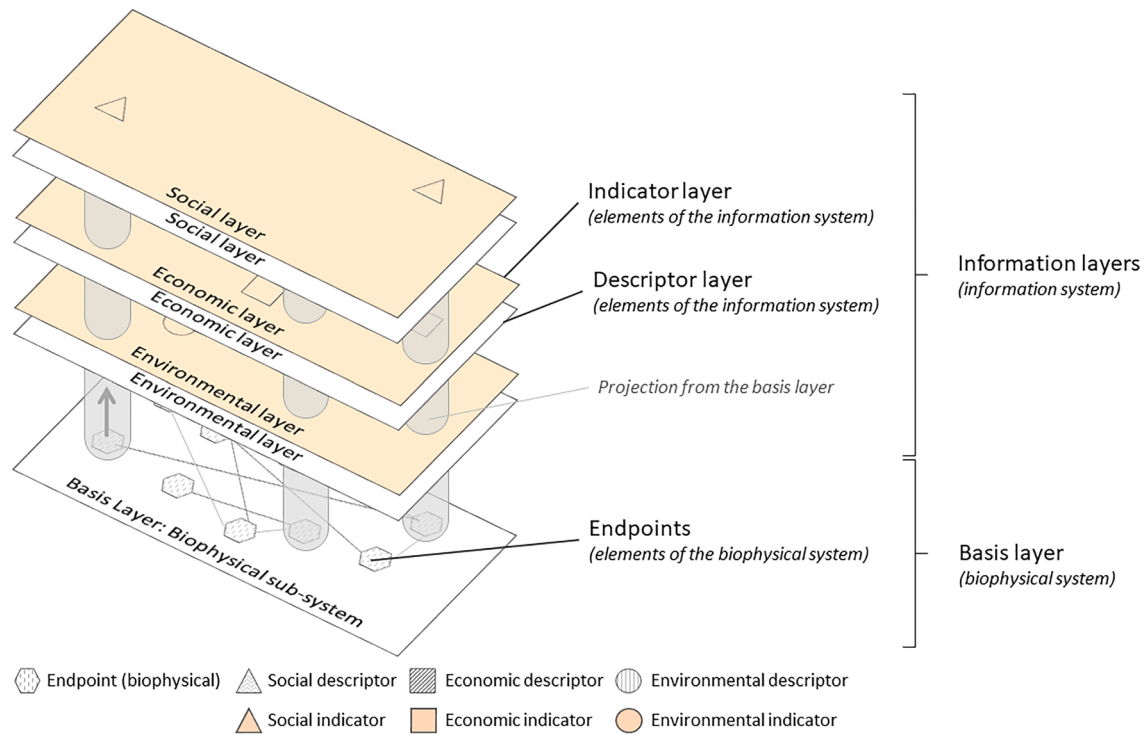 Social layer
Social layer
Economic layer
Economic layer
Environmental layer
Environmental layer
Basis Layer: Biophysical sub-system
Indicator layer
(elements of the information system)
Descriptor layer
(elements of the information system)
Projection from the basis layer
Endpoints
(elements of the biophysical system)
Information layers
(information system)
Basis layer
(biophysical system)
Endpoint (biophysical)
Social descriptor
Economic descriptor
Environmental descriptor
Social indicator
Economic indicator
Environmental indicator